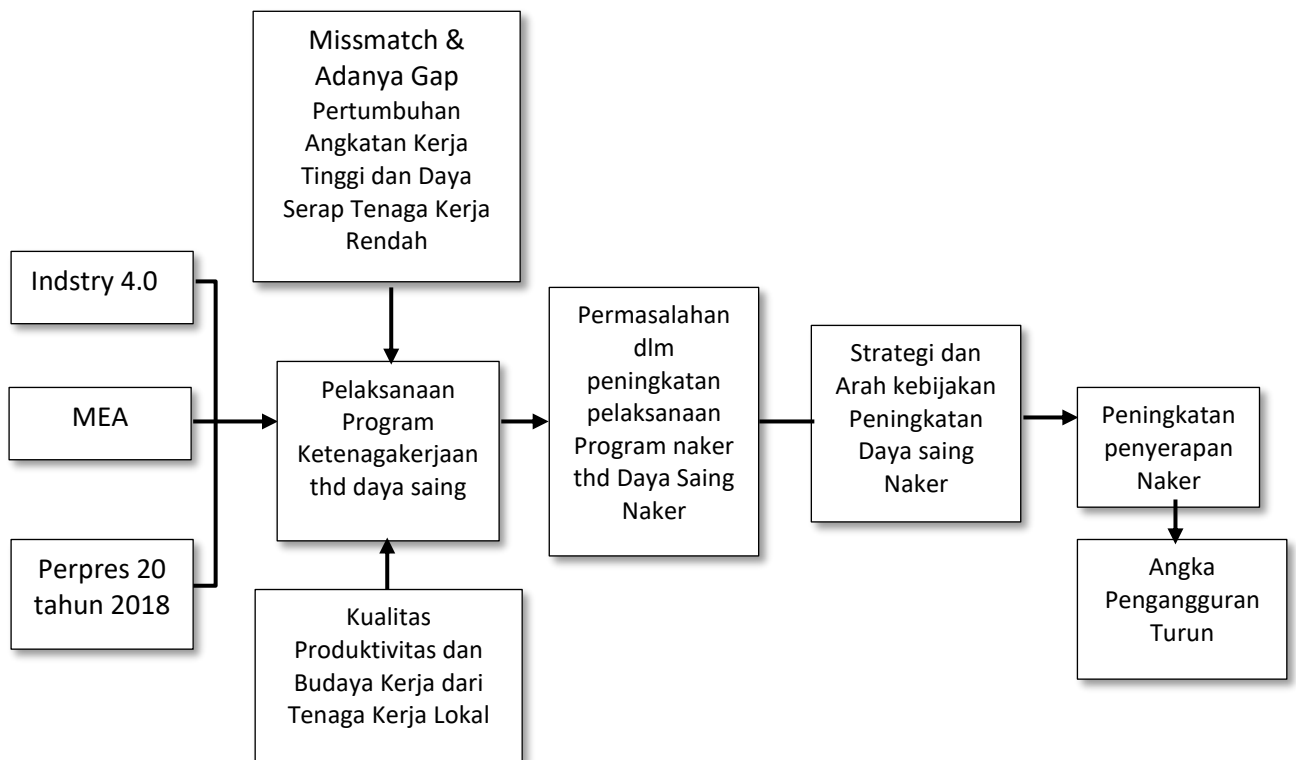 Missmatch &
Adanya Gap
Pertumbuhan
Angkatan Kerja
Tinggi dan Daya
Serap Tenaga Kerja
Rendah
Indstry 4.0
MEA
Perpres 20
tahun 2018
Pelaksanaan
Program
Ketenagakerjaan
thd daya saing
Kualitas
Produktivitas dan
Budaya Kerja dari
Tenaga Kerja Lokal
Permasalahan
dlm
peningkatan
pelaksanaan
Program naker
thd Daya Saing
Naker
Strategi dan
Arah kebijakan
Peningkatan
Daya saing
Naker
Peningkatan
penyerapan
Naker
Angka
Pengangguran
Turun